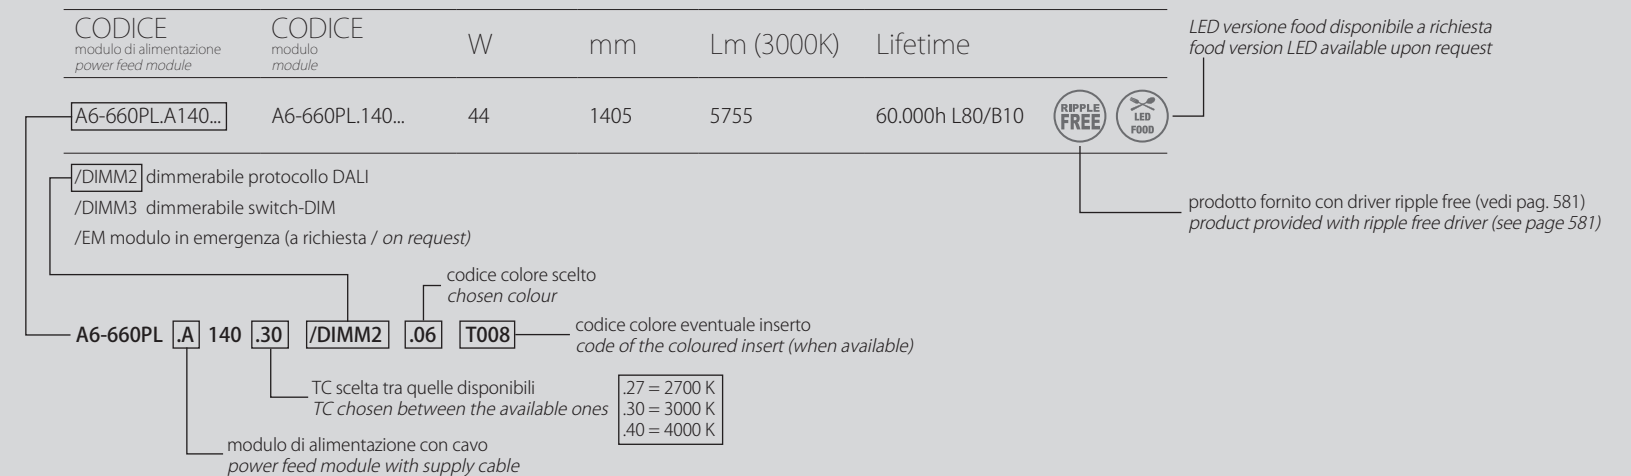 CODICE
modulo di alimentazione
power feed module
CODICE
modulo
module
W
mm
Lm (3000K)
Lifetime
LED versione food disponibile a richiesta
food version LED available upon request
A6-660PL.A140...
A6-660PL.140...
44
1405
5755
60.000h L80/B10
RIPPLE
FREE
LED
FOOD
/DIMM2 dimmerabile protocollo DALI
/DIMM3 dimmerabile switch-DIM
/EM modulo in emergenza (a richiesta / on request)
prodotto fornito con driver ripple free (vedi pag. 581)
product provided with ripple free driver (see page 581)
codice colore scelto
chosen colour
A6-660PL .A 140 .30 /DIMM2 .06 T008
codice colore eventuale inserto
code of the coloured insert (when available)
TC scelta tra quelle disponibili
TC chosen between the available ones
.27 = 2700 K
.30 = 3000 K
.40 = 4000 K
modulo di alimentazione con cavo
power feed module with supply cable